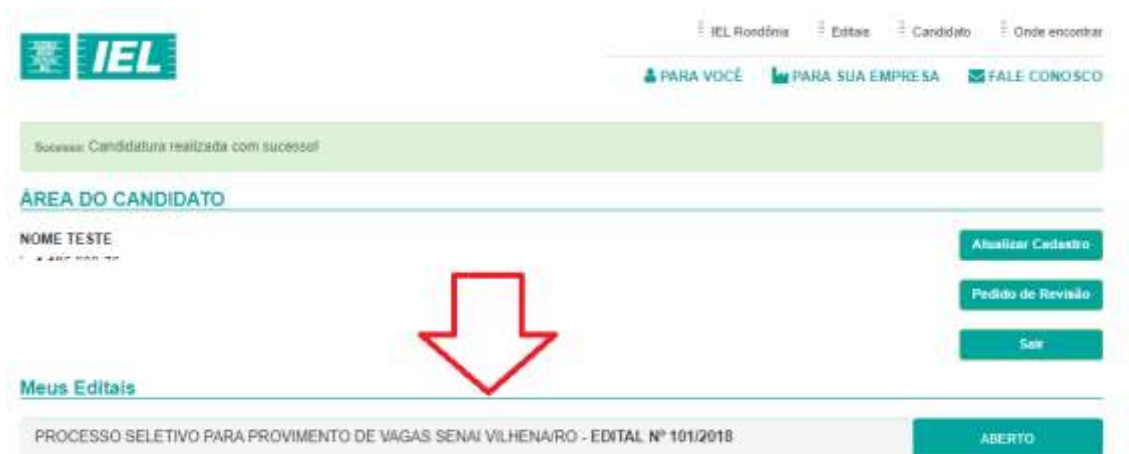 IEL
IEL Rondônia Editais Candidato Onde encontrar
PARA VOCÊ PARA SUA EMPRESA FALE CONOSCO
Sucesso: Candidatura realizada com sucesso!
ÁREA DO CANDIDATO
NOME TESTE
Atualizar Cadastro
Pedido de Revisão
Sair
Meus Editais
PROCESSO SELETIVO PARA PROVIMENTO DE VAGAS SENAI VILHENA/RO - EDITAL Nº 101/2018
ABERTO